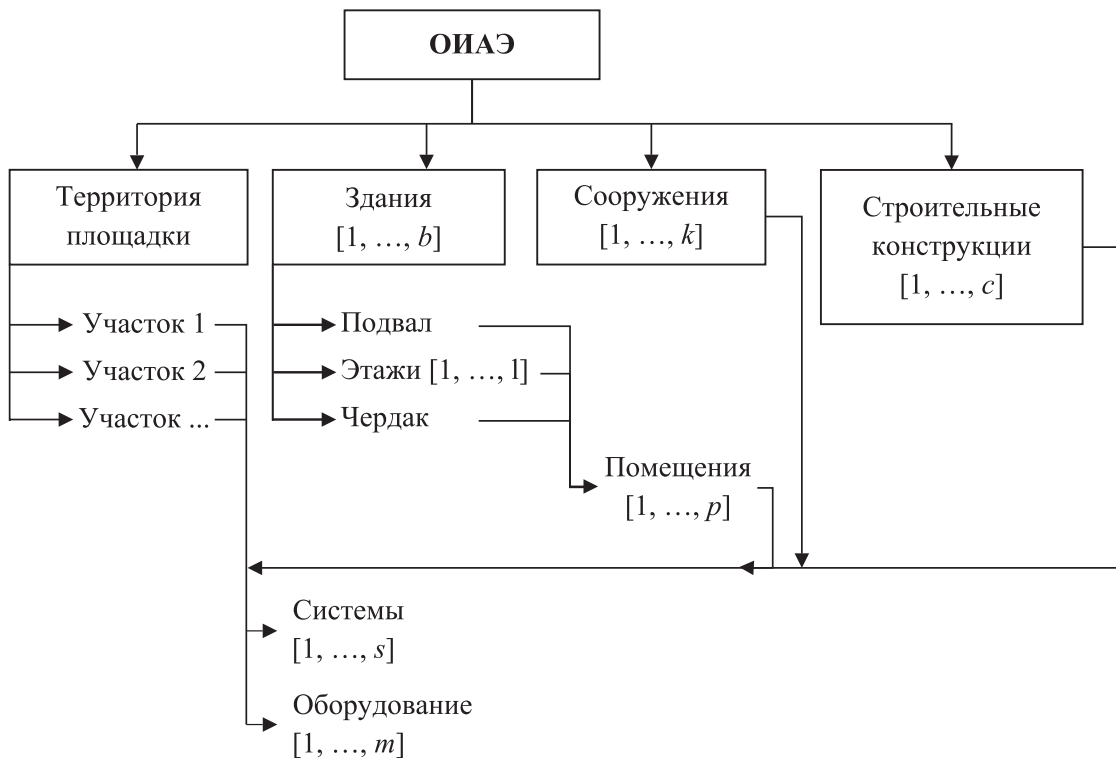 ОИАЭ
Территория
площадки
Здания
[1, …, b]
Сооружения
[1, …, k]
Строительные
конструкции
[1, …, c]
Участок 1
Участок 2
Участок ...
Подвал
Этажи [1, …, l]
Чердак
Помещения
[1, …, p]
Системы
[1, …, s]
Оборудование
[1, …, m]